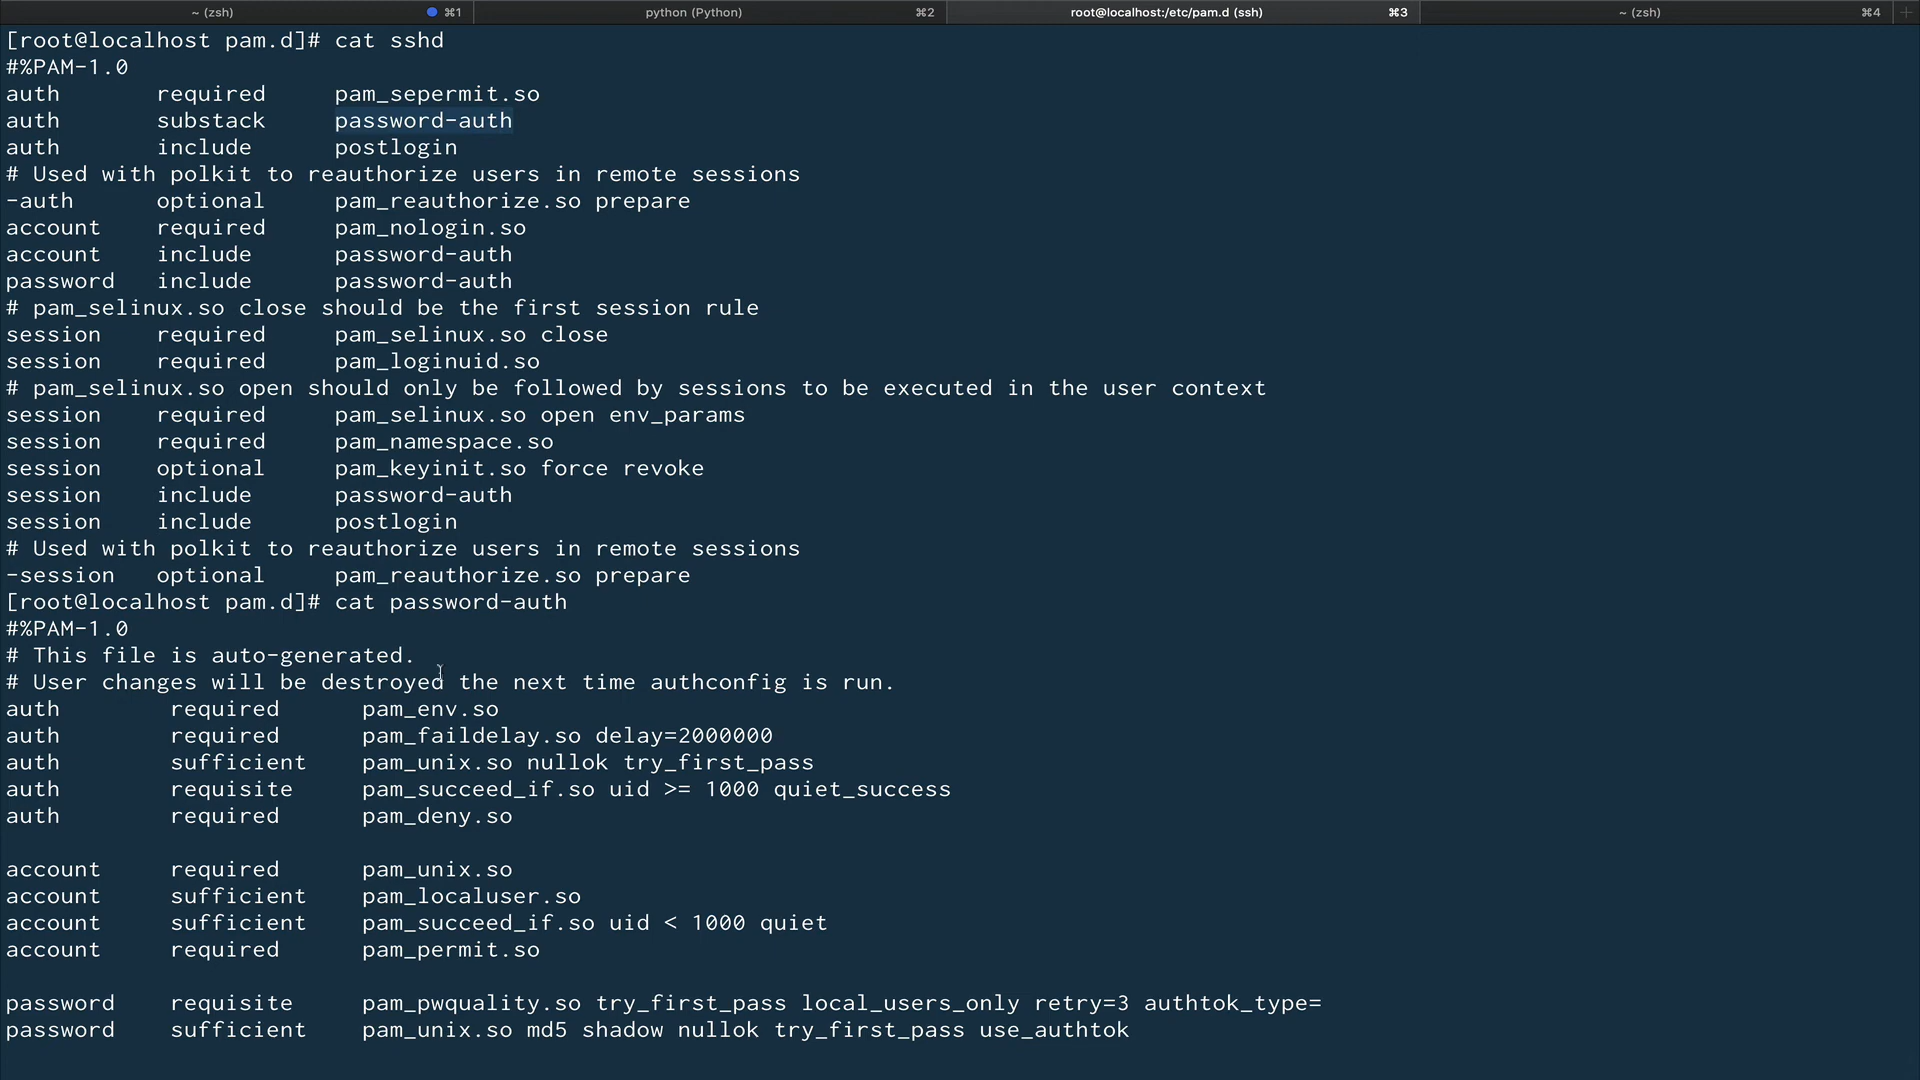 ~ (zsh) ⌘1 python (Python) ⌘2 root@localhost:/etc/pam.d (ssh) ⌘3 ~ (zsh) ⌘4 +
[root@localhost pam.d]# cat sshd
#%PAM-1.0
auth required pam_sepermit.so
auth substack password-auth
auth include postlogin
# Used with polkit to reauthorize users in remote sessions
-auth optional pam_reauthorize.so prepare
account required pam_nologin.so
account include password-auth
password include password-auth
# pam_selinux.so close should be the first session rule
session required pam_selinux.so close
session required pam_loginuid.so
# pam_selinux.so open should only be followed by sessions to be executed in the user context
session required pam_selinux.so open env_params
session required pam_namespace.so
session optional pam_keyinit.so force revoke
session include password-auth
session include postlogin
# Used with polkit to reauthorize users in remote sessions
-session optional pam_reauthorize.so prepare
[root@localhost pam.d]# cat password-auth
#%PAM-1.0
# This file is auto-generated.
# User changes will be destroyed the next time authconfig is run.
auth required pam_env.so
auth required pam_faildelay.so delay=2000000
auth sufficient pam_unix.so nullok try_first_pass
auth requisite pam_succeed_if.so uid >= 1000 quiet_success
auth required pam_deny.so
account required pam_unix.so
account sufficient pam_localuser.so
account sufficient pam_succeed_if.so uid < 1000 quiet
account required pam_permit.so
password requisite pam_pwquality.so try_first_pass local_users_only retry=3 authtok_type=
password sufficient pam_unix.so md5 shadow nullok try_first_pass use_authtok